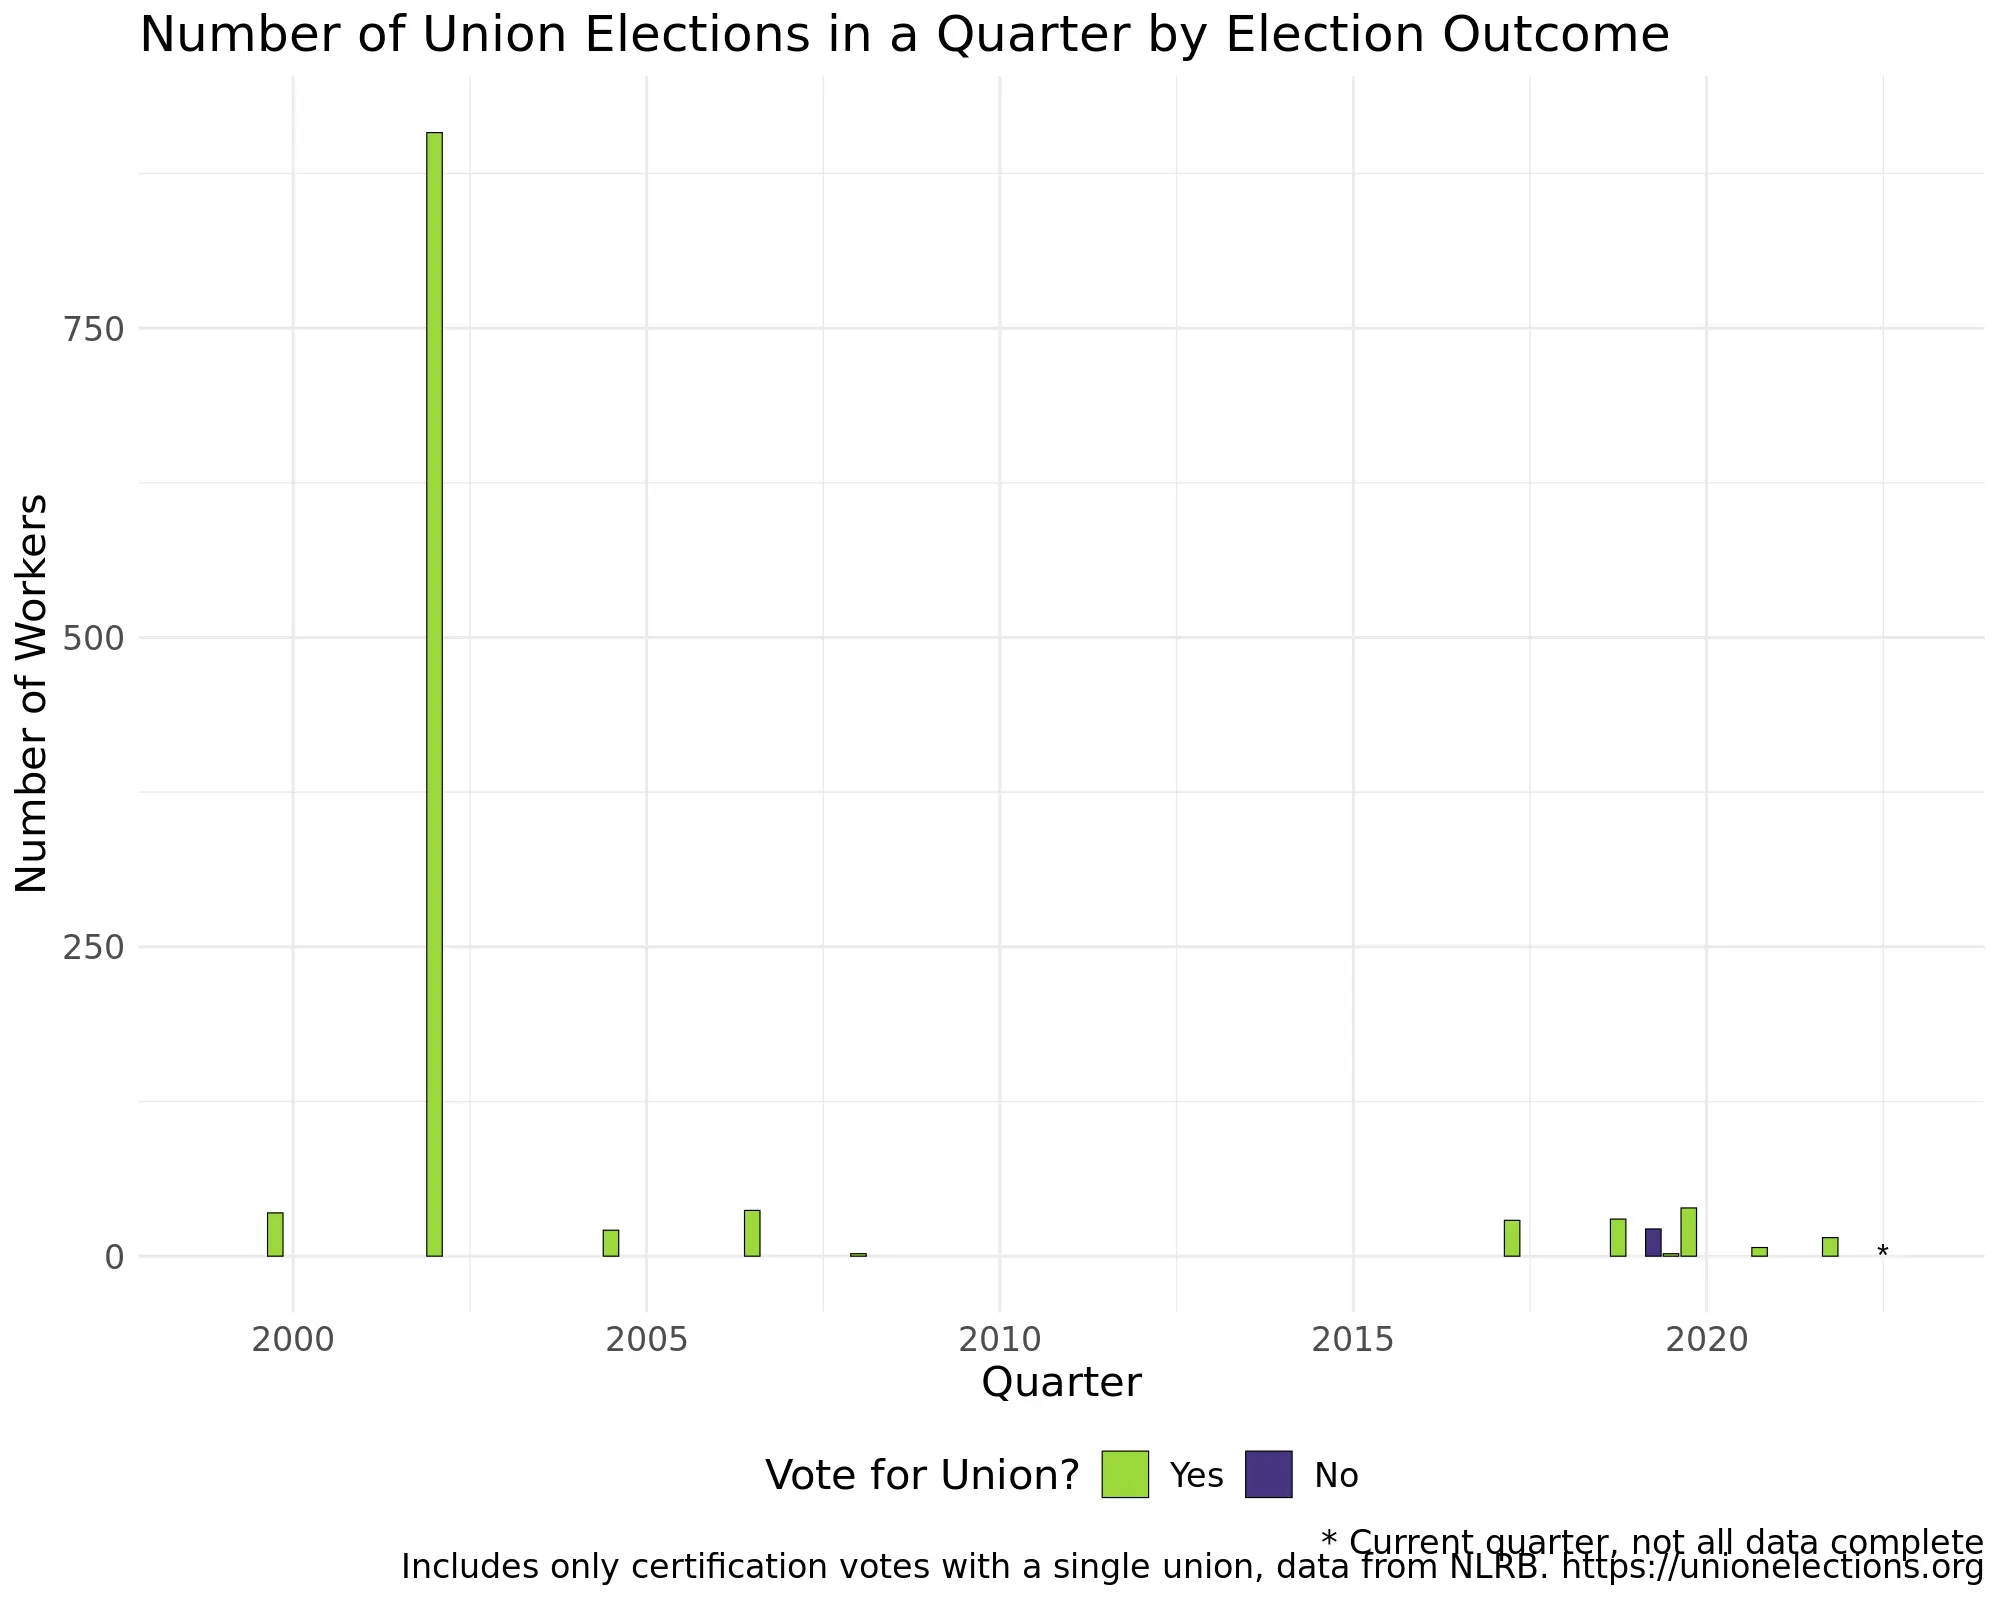 Number of Union Elections in a Quarter by Election Outcome
Number of Workers
750
500
250
0
*
2000 2005 2010 2015 2020
Quarter
Vote for Union? Yes No
* Current quarter, not all data complete
Includes only certification votes with a single union, data from NLRB. https://unionelections.org